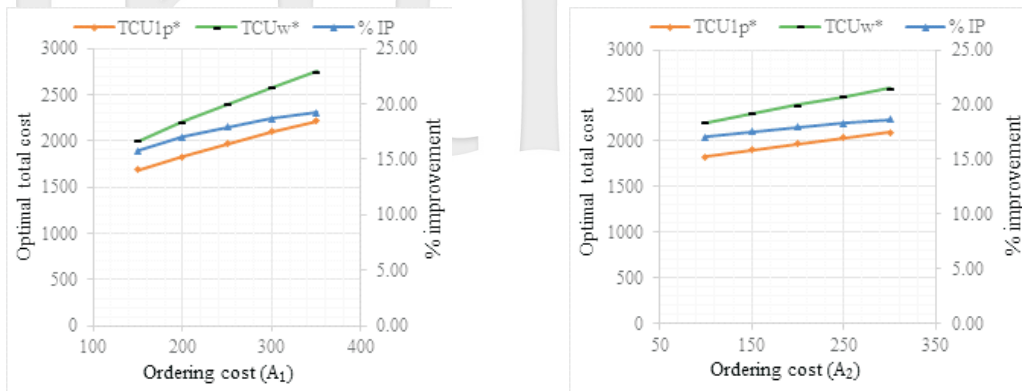 TCU1p* TCUw* % IP
3000
2500
2000
1500
1000
500
0
25.00
20.00
15.00
10.00
5.00
0.00
100 200 300 400
Optimal total cost
% improvement
Ordering cost (A₁)
TCU1p* TCUw* % IP
3000
2500
2000
1500
1000
500
0
25.00
20.00
15.00
10.00
5.00
0.00
50 150 250 350
Optimal total cost
% improvement
Ordering cost (A₂)